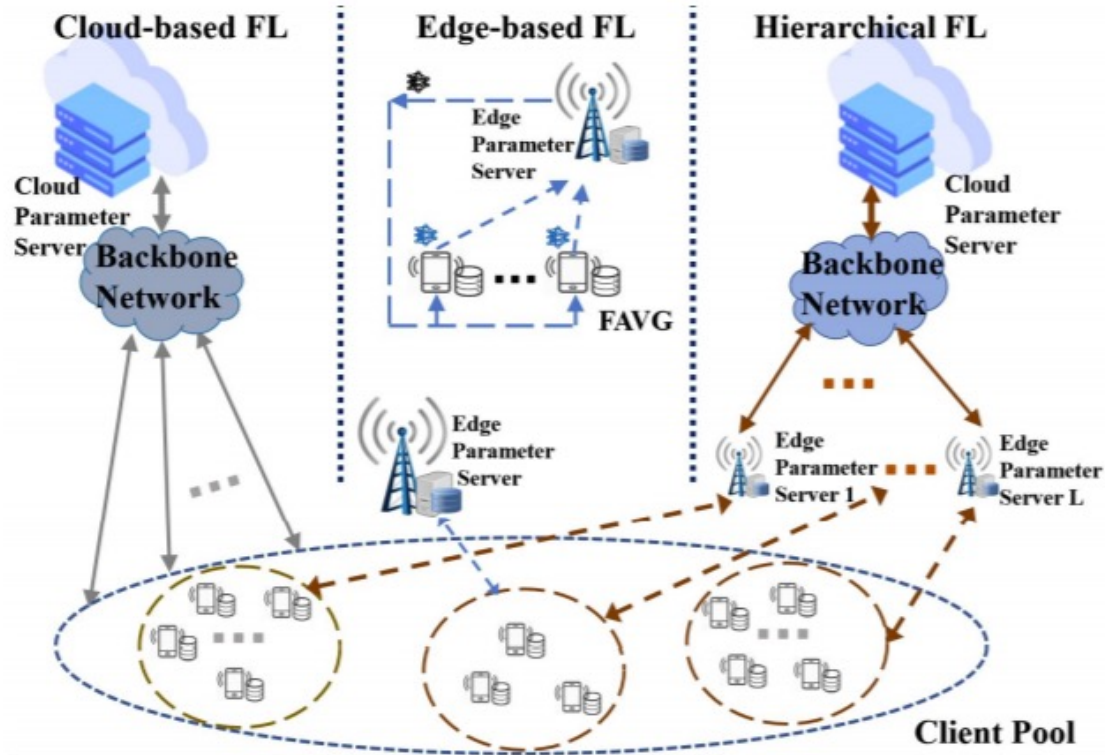 Cloud-based FL
Edge-based FL
Hierarchical FL
Cloud
Parameter
Server
Backbone
Network
Edge
Parameter
Server
FAVG
Edge
Parameter
Server
Cloud
Parameter
Server
Backbone
Network
Edge
Parameter
Server 1
Edge
Parameter
Server L
Client Pool